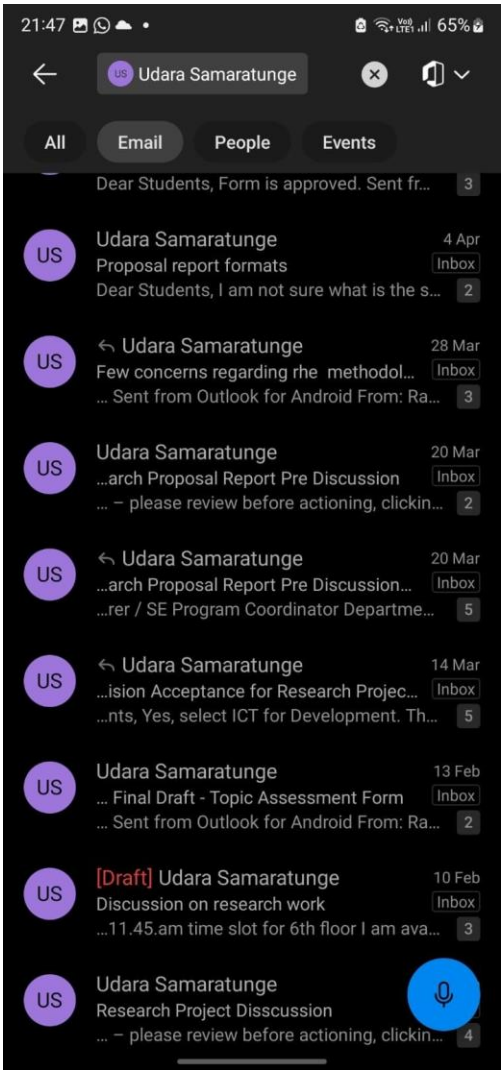 21:47 65%
Vo)) LTE1
US Udara Samaratunge
All Email People Events
Dear Students, Form is approved. Sent fr... 3
US Udara Samaratunge 4 Apr
Proposal report formats Inbox
Dear Students, I am not sure what is the s... 2
US Udara Samaratunge 28 Mar
Few concerns regarding rhe methodol... Inbox
... Sent from Outlook for Android From: Ra... 3
US Udara Samaratunge 20 Mar
...arch Proposal Report Pre Discussion Inbox
... – please review before actioning, clickin... 2
US Udara Samaratunge 20 Mar
...arch Proposal Report Pre Discussion... Inbox
...rer / SE Program Coordinator Departme... 5
US Udara Samaratunge 14 Mar
...ision Acceptance for Research Projec... Inbox
...nts, Yes, select ICT for Development. Th... 5
US Udara Samaratunge 13 Feb
... Final Draft - Topic Assessment Form Inbox
... Sent from Outlook for Android From: Ra... 2
US [Draft] Udara Samaratunge 10 Feb
Discussion on research work Inbox
...11.45.am time slot for 6th floor I am ava... 3
US Udara Samaratunge
Research Project Disscussion
... – please review before actioning, clickin... 4